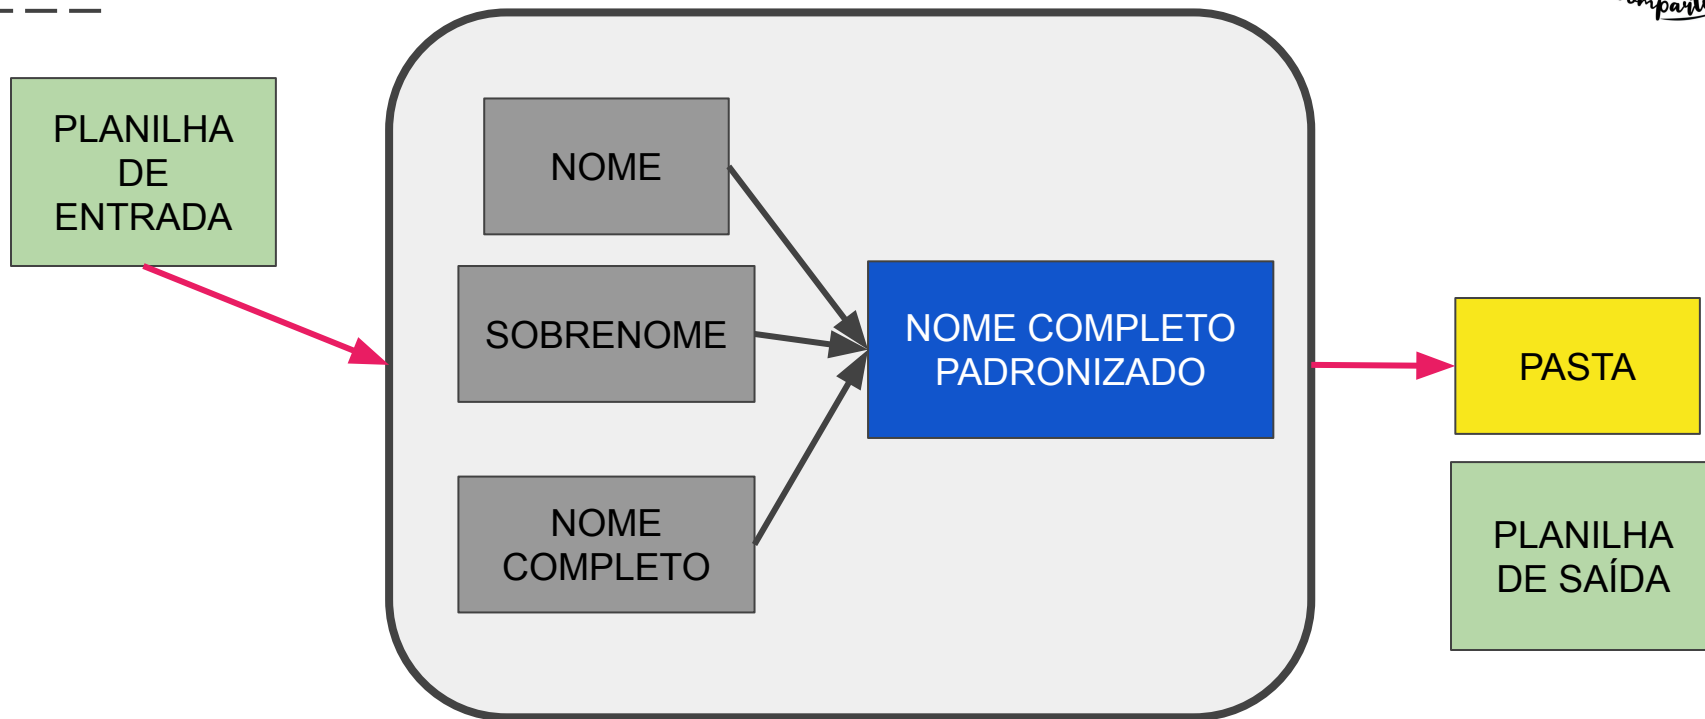 PLANILHA
DE
ENTRADA
NOME
SOBRENOME
NOME
COMPLETO
NOME COMPLETO
PADRONIZADO
PASTA
PLANILHA
DE SAÍDA